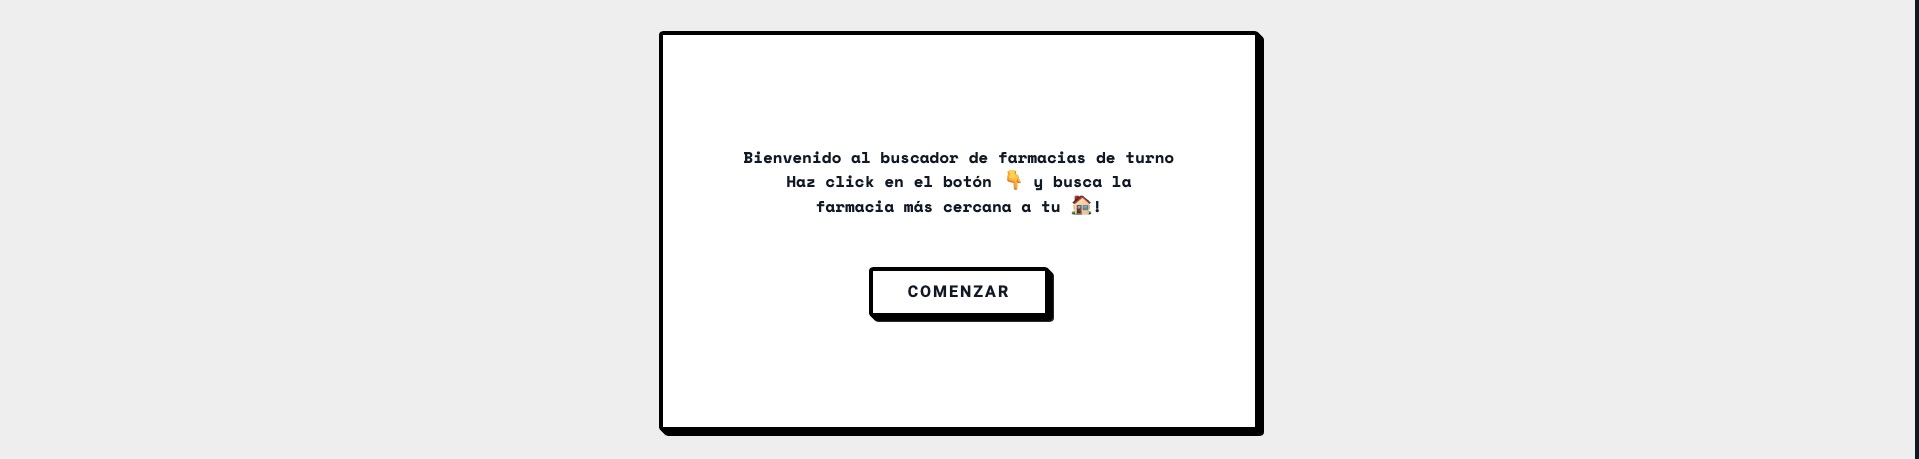 Bienvenido al buscador de farmacias de turno
Haz click en el botón 👇 y busca la
farmacia más cercana a tu 🏠!
COMENZAR